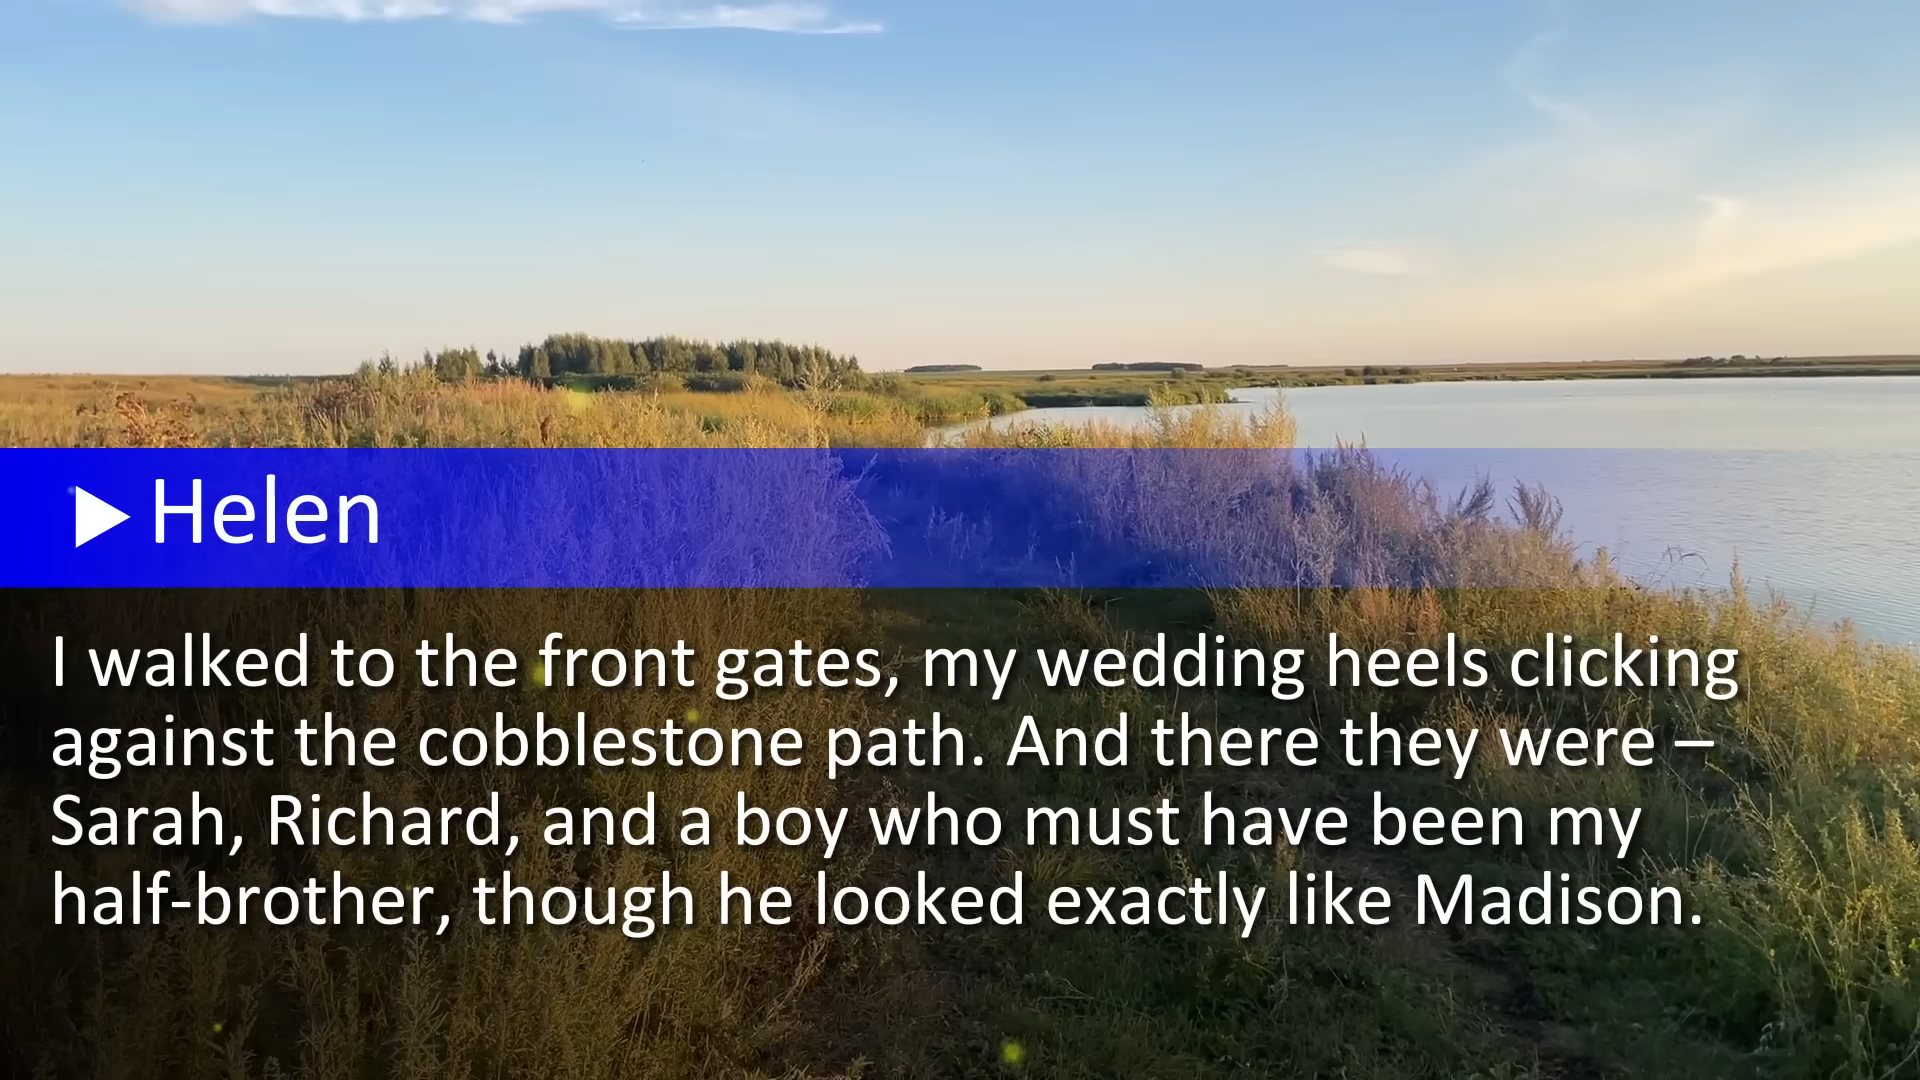 Helen
I walked to the front gates, my wedding heels clicking
against the cobblestone path. And there they were –
Sarah, Richard, and a boy who must have been my
half-brother, though he looked exactly like Madison.